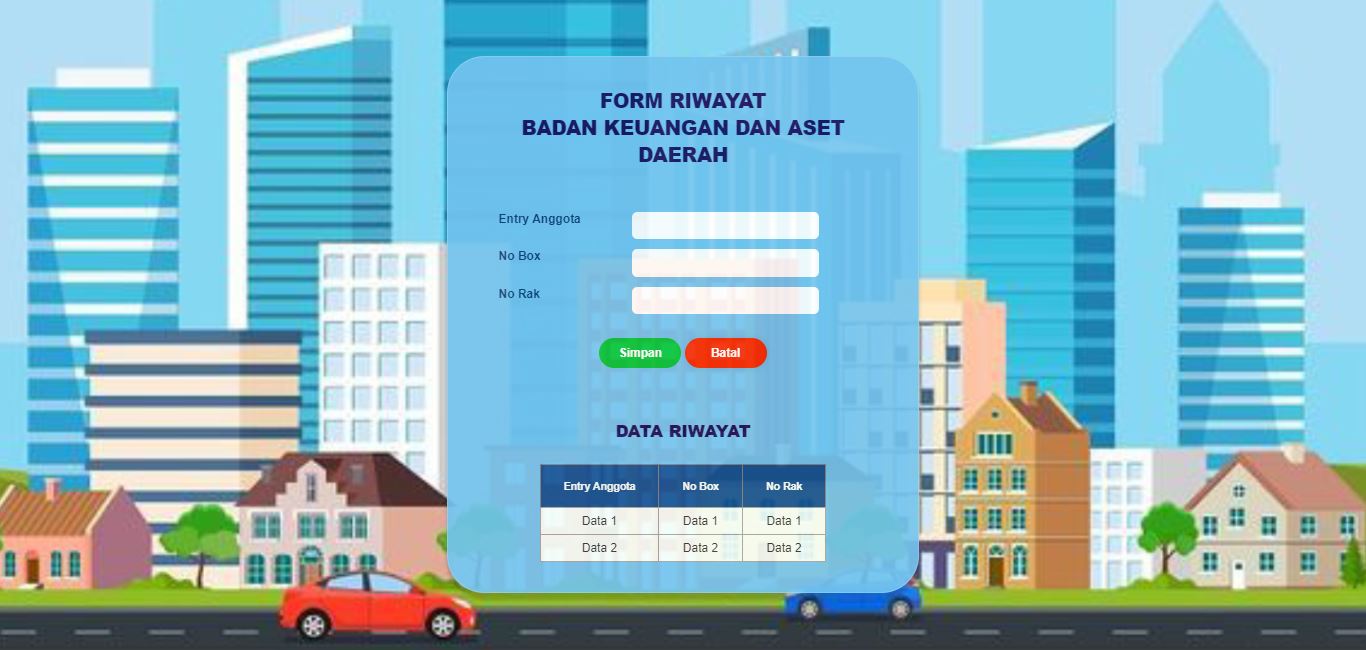 FORM RIWAYAT
BADAN KEUANGAN DAN ASET
DAERAH
Entry Anggota
No Box
No Rak
Simpan Batal
DATA RIWAYAT
Entry Anggota No Box No Rak
Data 1 Data 1 Data 1
Data 2 Data 2 Data 2